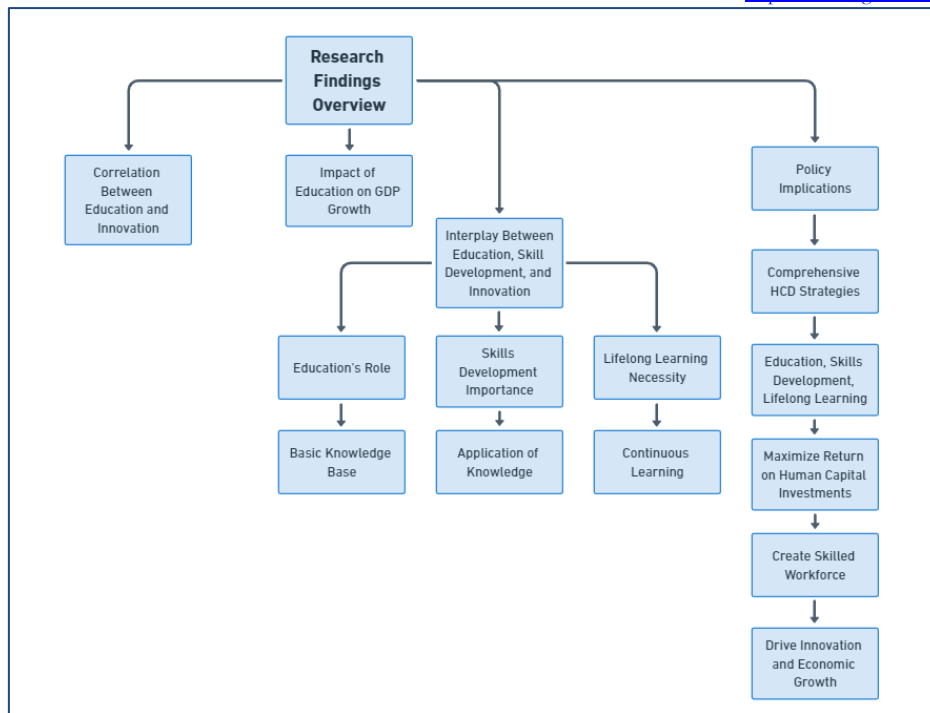 Research
Findings
Overview
Correlation
Between
Education and
Innovation
Impact of
Education on GDP
Growth
Policy
Implications
Interplay Between
Education, Skill
Development, and
Innovation
Comprehensive
HCD Strategies
Education's Role
Skills
Development
Importance
Lifelong Learning
Necessity
Education, Skills
Development,
Lifelong Learning
Basic Knowledge
Base
Application of
Knowledge
Continuous
Learning
Maximize Return
on Human Capital
Investments
Create Skilled
Workforce
Drive Innovation
and Economic
Growth